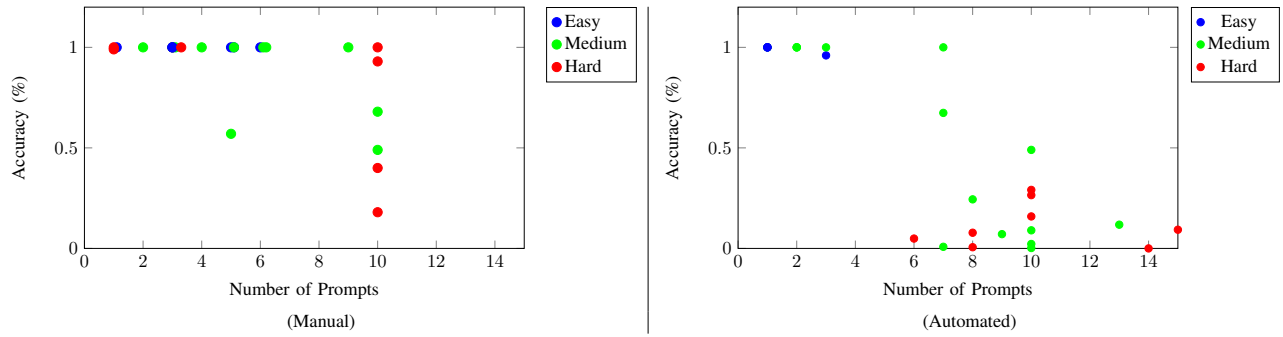 Accuracy (%)
1
0.5
0
0 2 4 6 8 10 12 14
Number of Prompts
(Manual)
Easy
Medium
Hard
Accuracy (%)
1
0.5
0
0 2 4 6 8 10 12 14
Number of Prompts
(Automated)
Easy
Medium
Hard